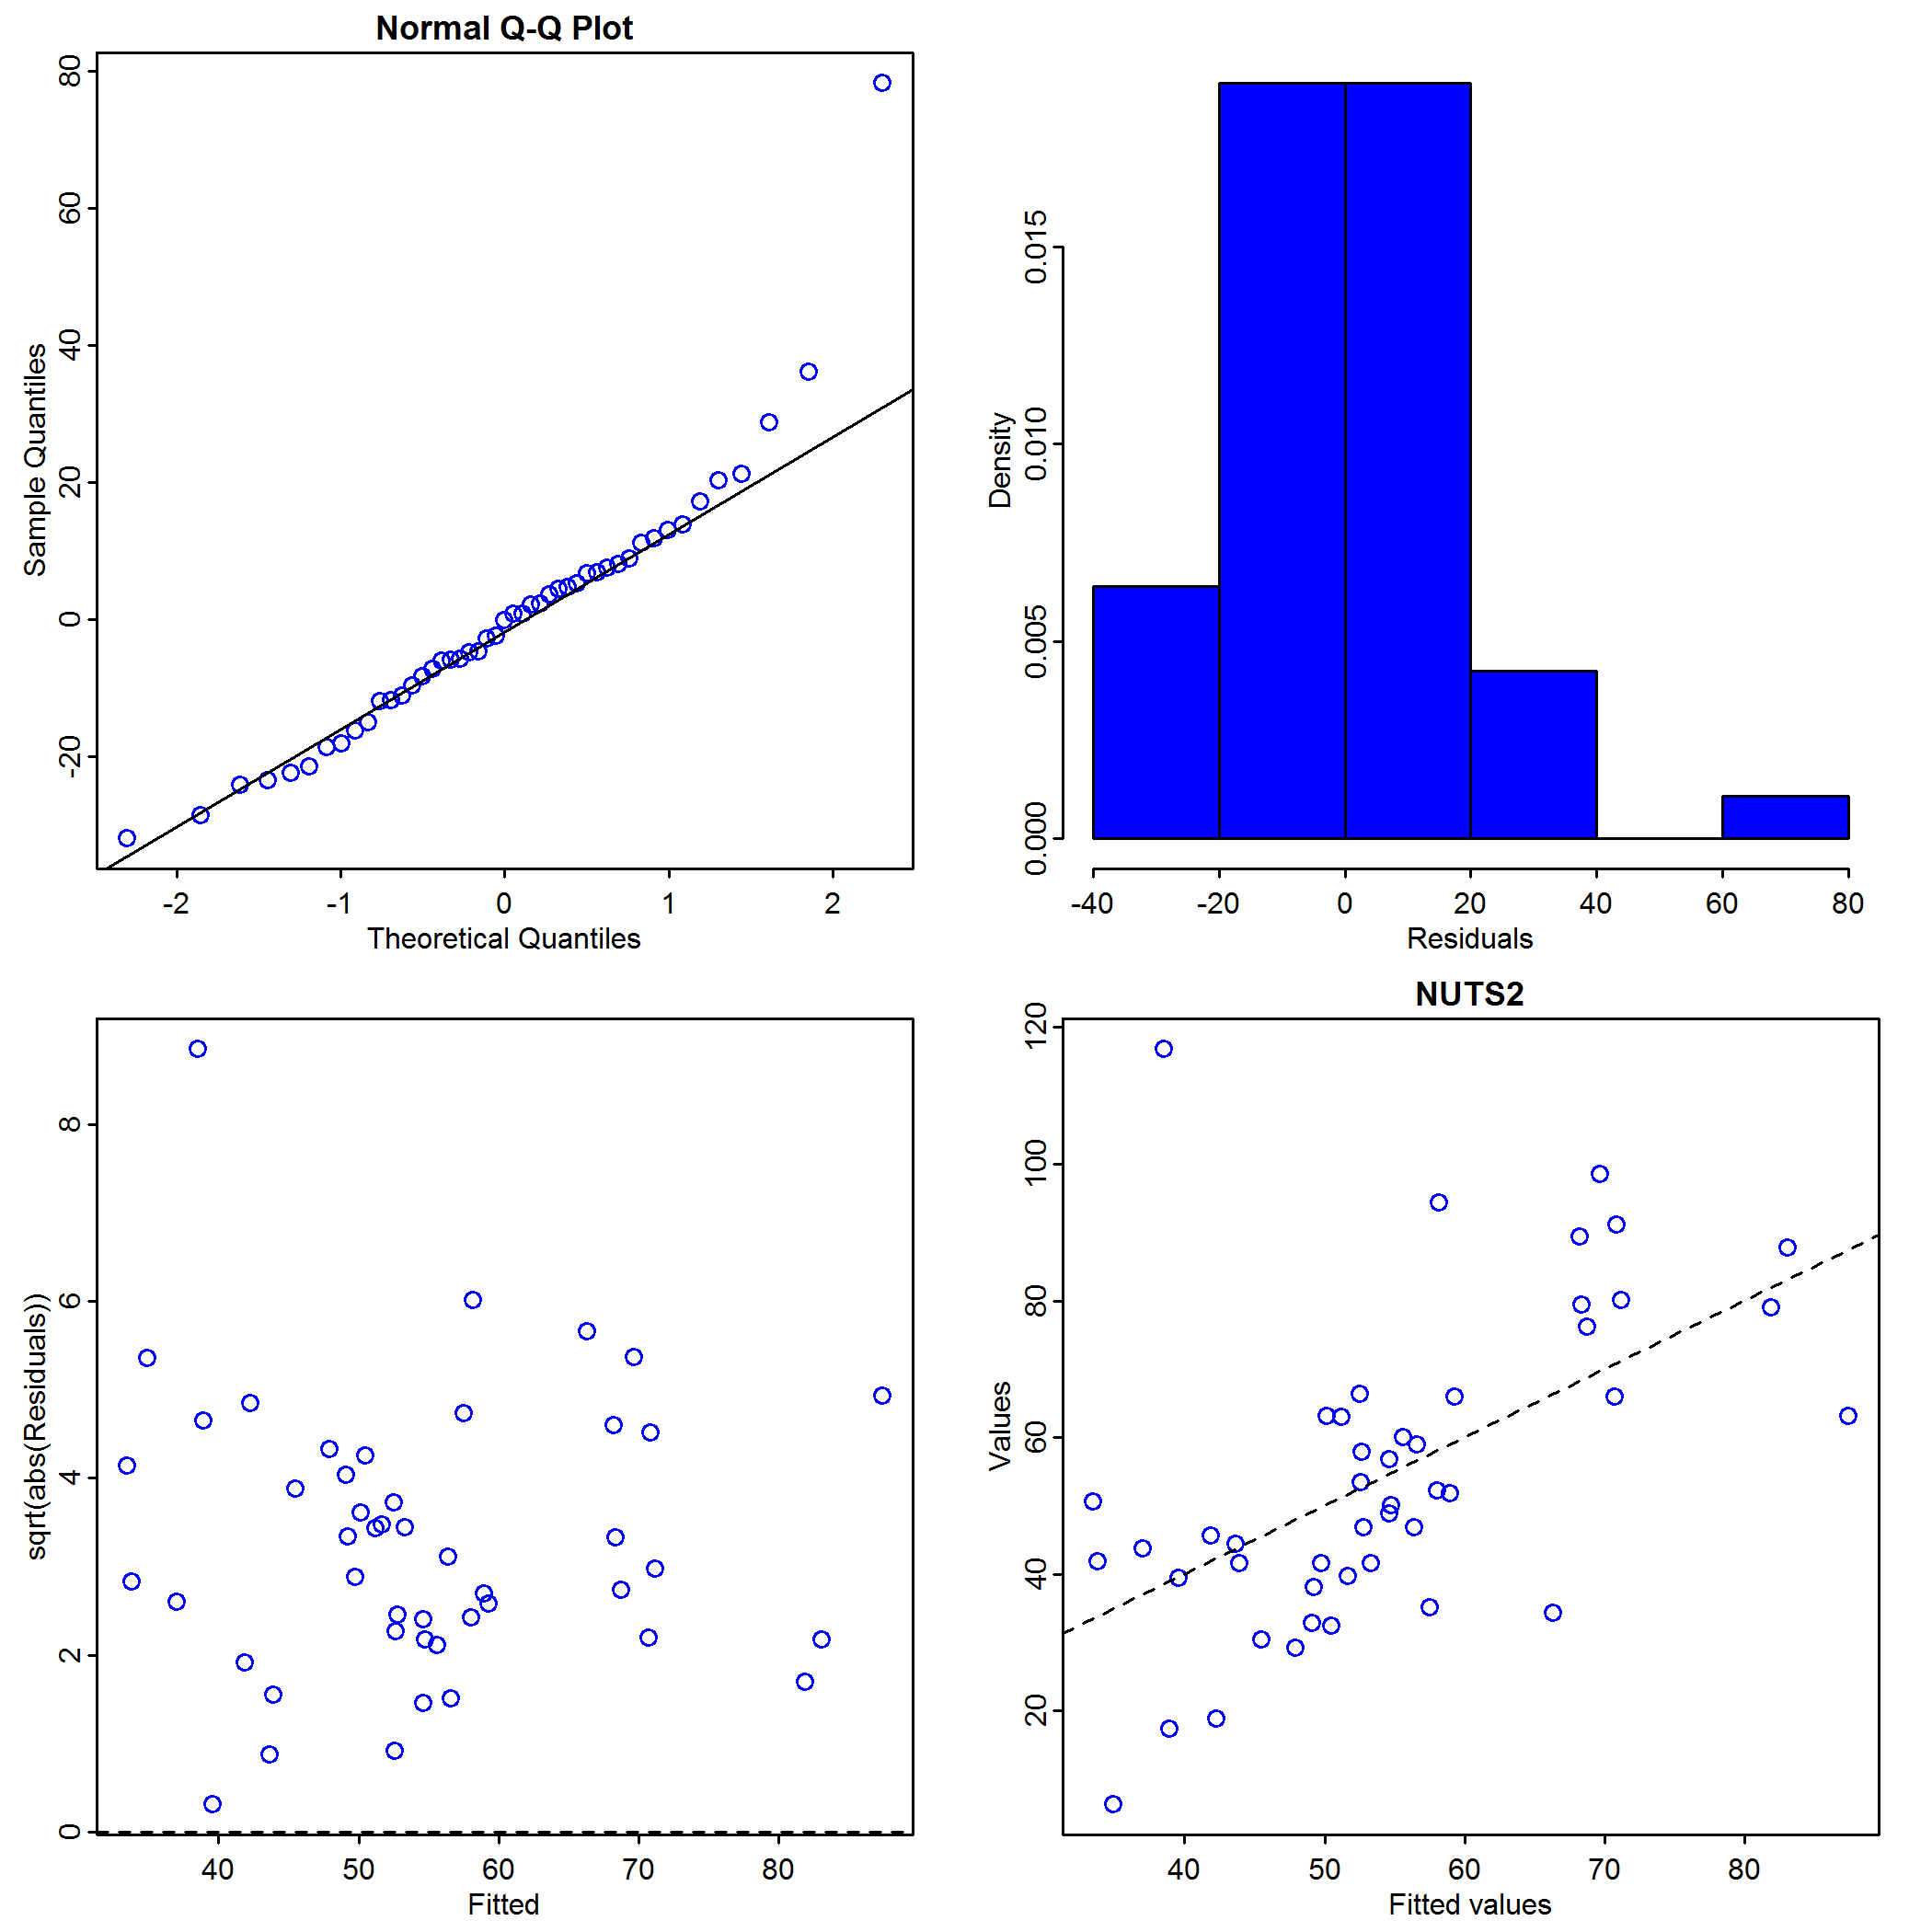 Normal Q-Q Plot
Sample Quantiles
-20 0 20 40 60 80
-2 -1 0 1 2
Theoretical Quantiles
Density
0.000 0.005 0.010 0.015
-40 -20 0 20 40 60 80
Residuals
sqrt(abs(Residuals))
0 2 4 6 8
40 50 60 70 80
Fitted
NUTS2
Values
20 40 60 80 100 120
40 50 60 70 80
Fitted values